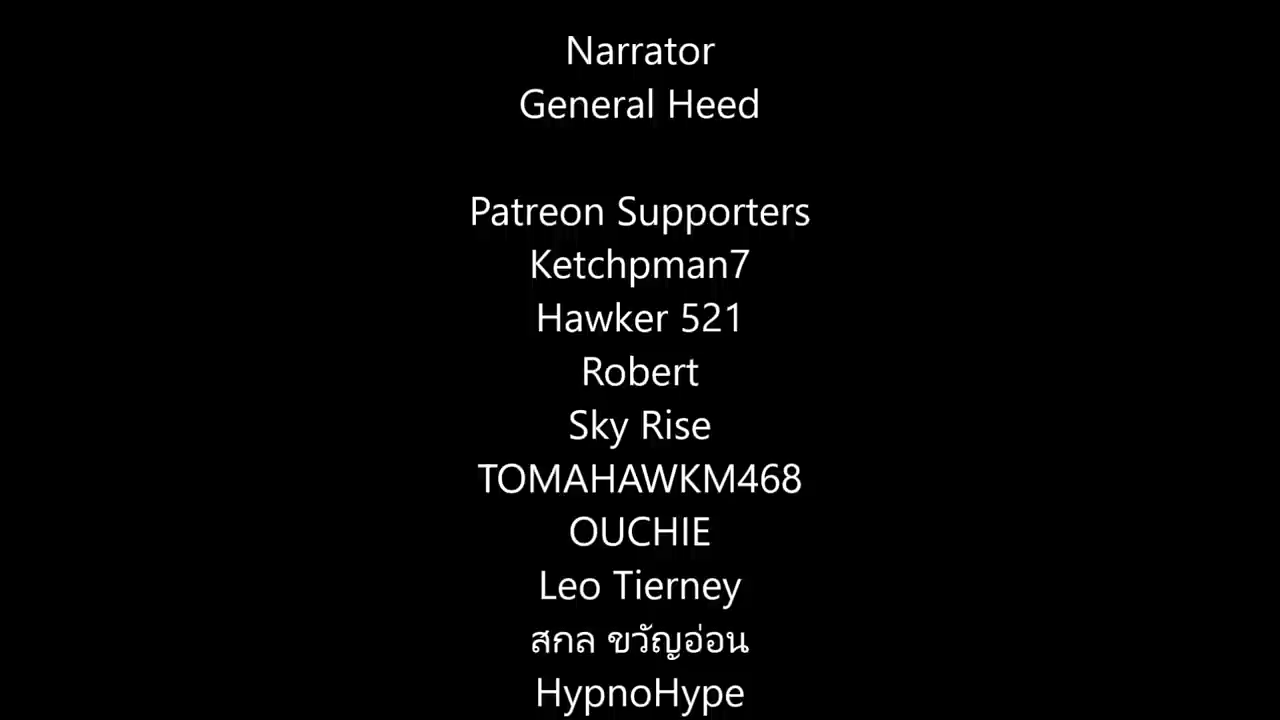 Narrator
General Heed
Patreon Supporters
Ketchpman7
Hawker 521
Robert
Sky Rise
TOMAHAWKM468
OUCHIE
Leo Tierney
สกล ขวัญอ่อน
HypnoHype